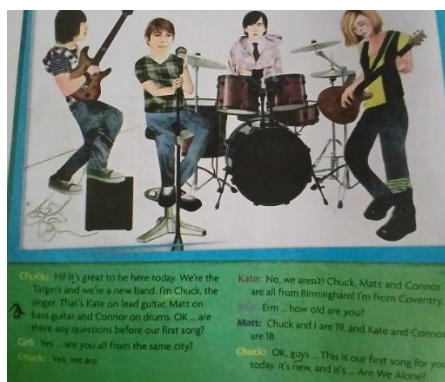 Chuck: Hi! It's great to be here today. We're the
Targets and we're a new band. I'm Chuck, the
singer. That's Kate on lead guitar, Matt on
bass guitar and Connor on drums. OK ... are
there any questions before our first song?
Girl: Yes ... are you all from the same city?
Chuck: Yes, we are.
Kate: No, we aren't! Chuck, Matt and Connor
are all from Birmingham! I'm from Coventry.
Boy: Erm ... how old are you?
Matt: Chuck and I are 19, and Kate and Connor
are 18.
Chuck: OK, guys ... This is our first song for you
today. It's new, and it's ... Are We Alone?